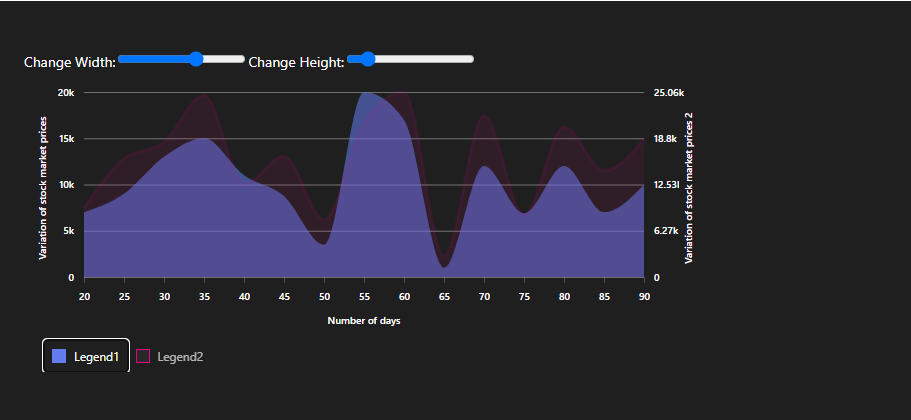 Change Width: Change Height:
20k
15k
10k
5k
0
Variation of stock market prices
25.06k
18.8k
12.53l
6.27k
0
Variation of stock market prices 2
20 25 30 35 40 45 50 55 60 65 70 75 80 85 90
Number of days
Legend1 Legend2